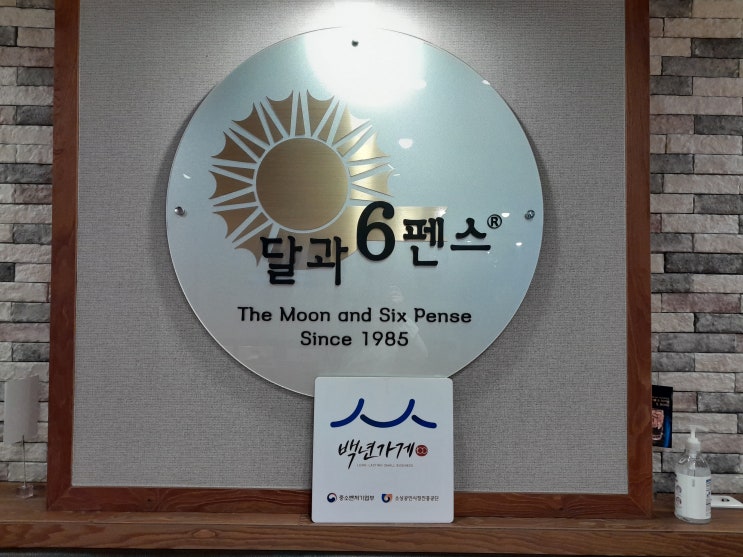 달과 6펜스®
The Moon and Six Pense
Since 1985
백년가게
LONG-LASTING SMALL BUSINESS
중소벤처기업부 소상공인시장진흥공단